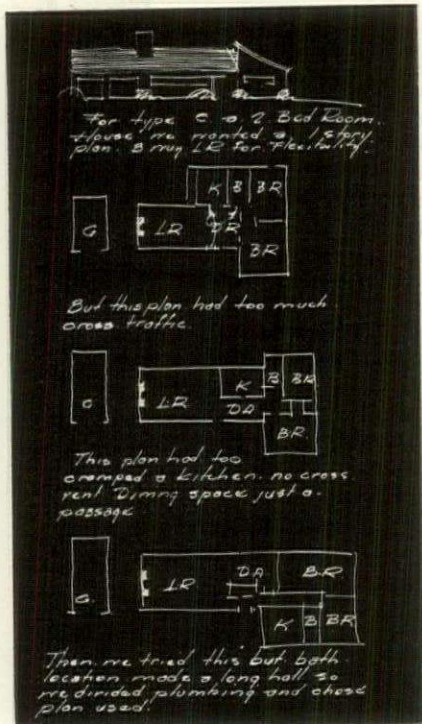 For type C a. 2. Bed Room.
House we wanted a. 1 story
plan. & LR for Flexibility.
K B BR
G LR DR
BR
But this plan had too much
cross traffic.
B BR
K
G LR DA
BR.
This plan had too
cramped a kitchen. no cross
vent Dining space just a.
passage
DA BR
LR
G. K B BR
Then we tried this but bath
location made a long hall so
we divided plumbing and chose
plan used.